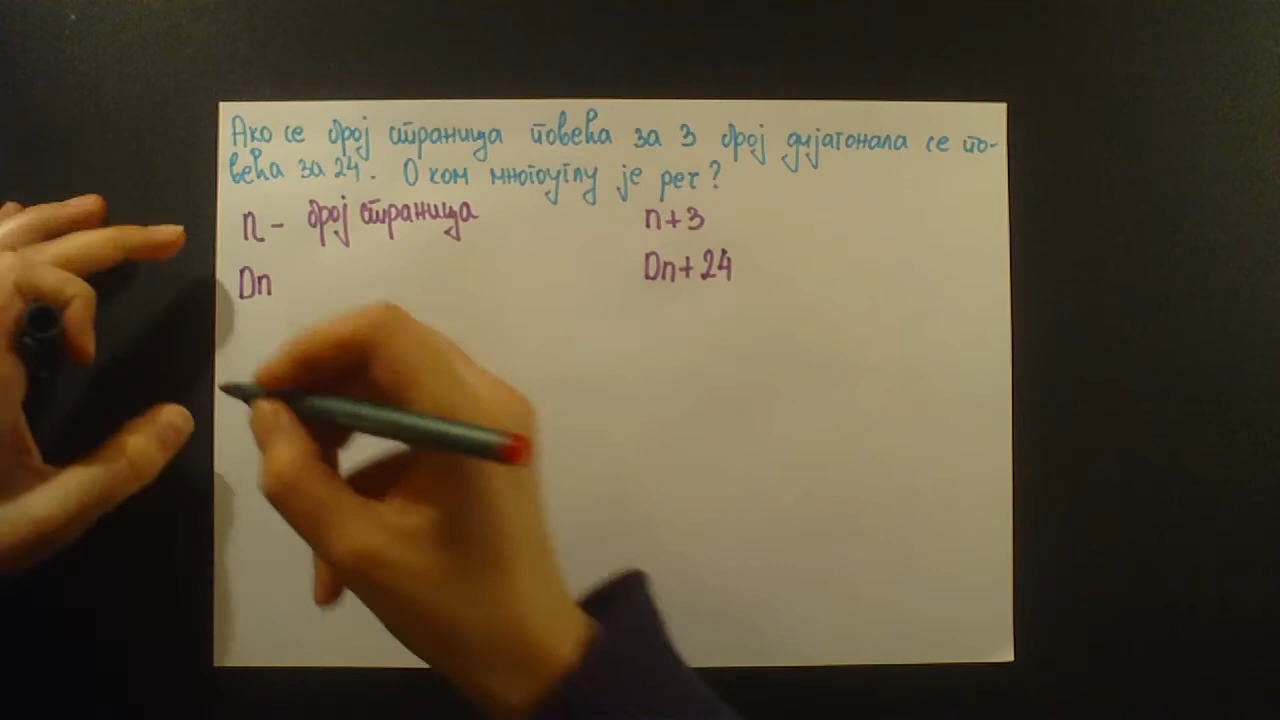 Ако се број страница повећа за 3 број дијагонала се по-
већа за 24. О ком многоуглу је реч?
n - број страница
n+3
Dn
Dn+24